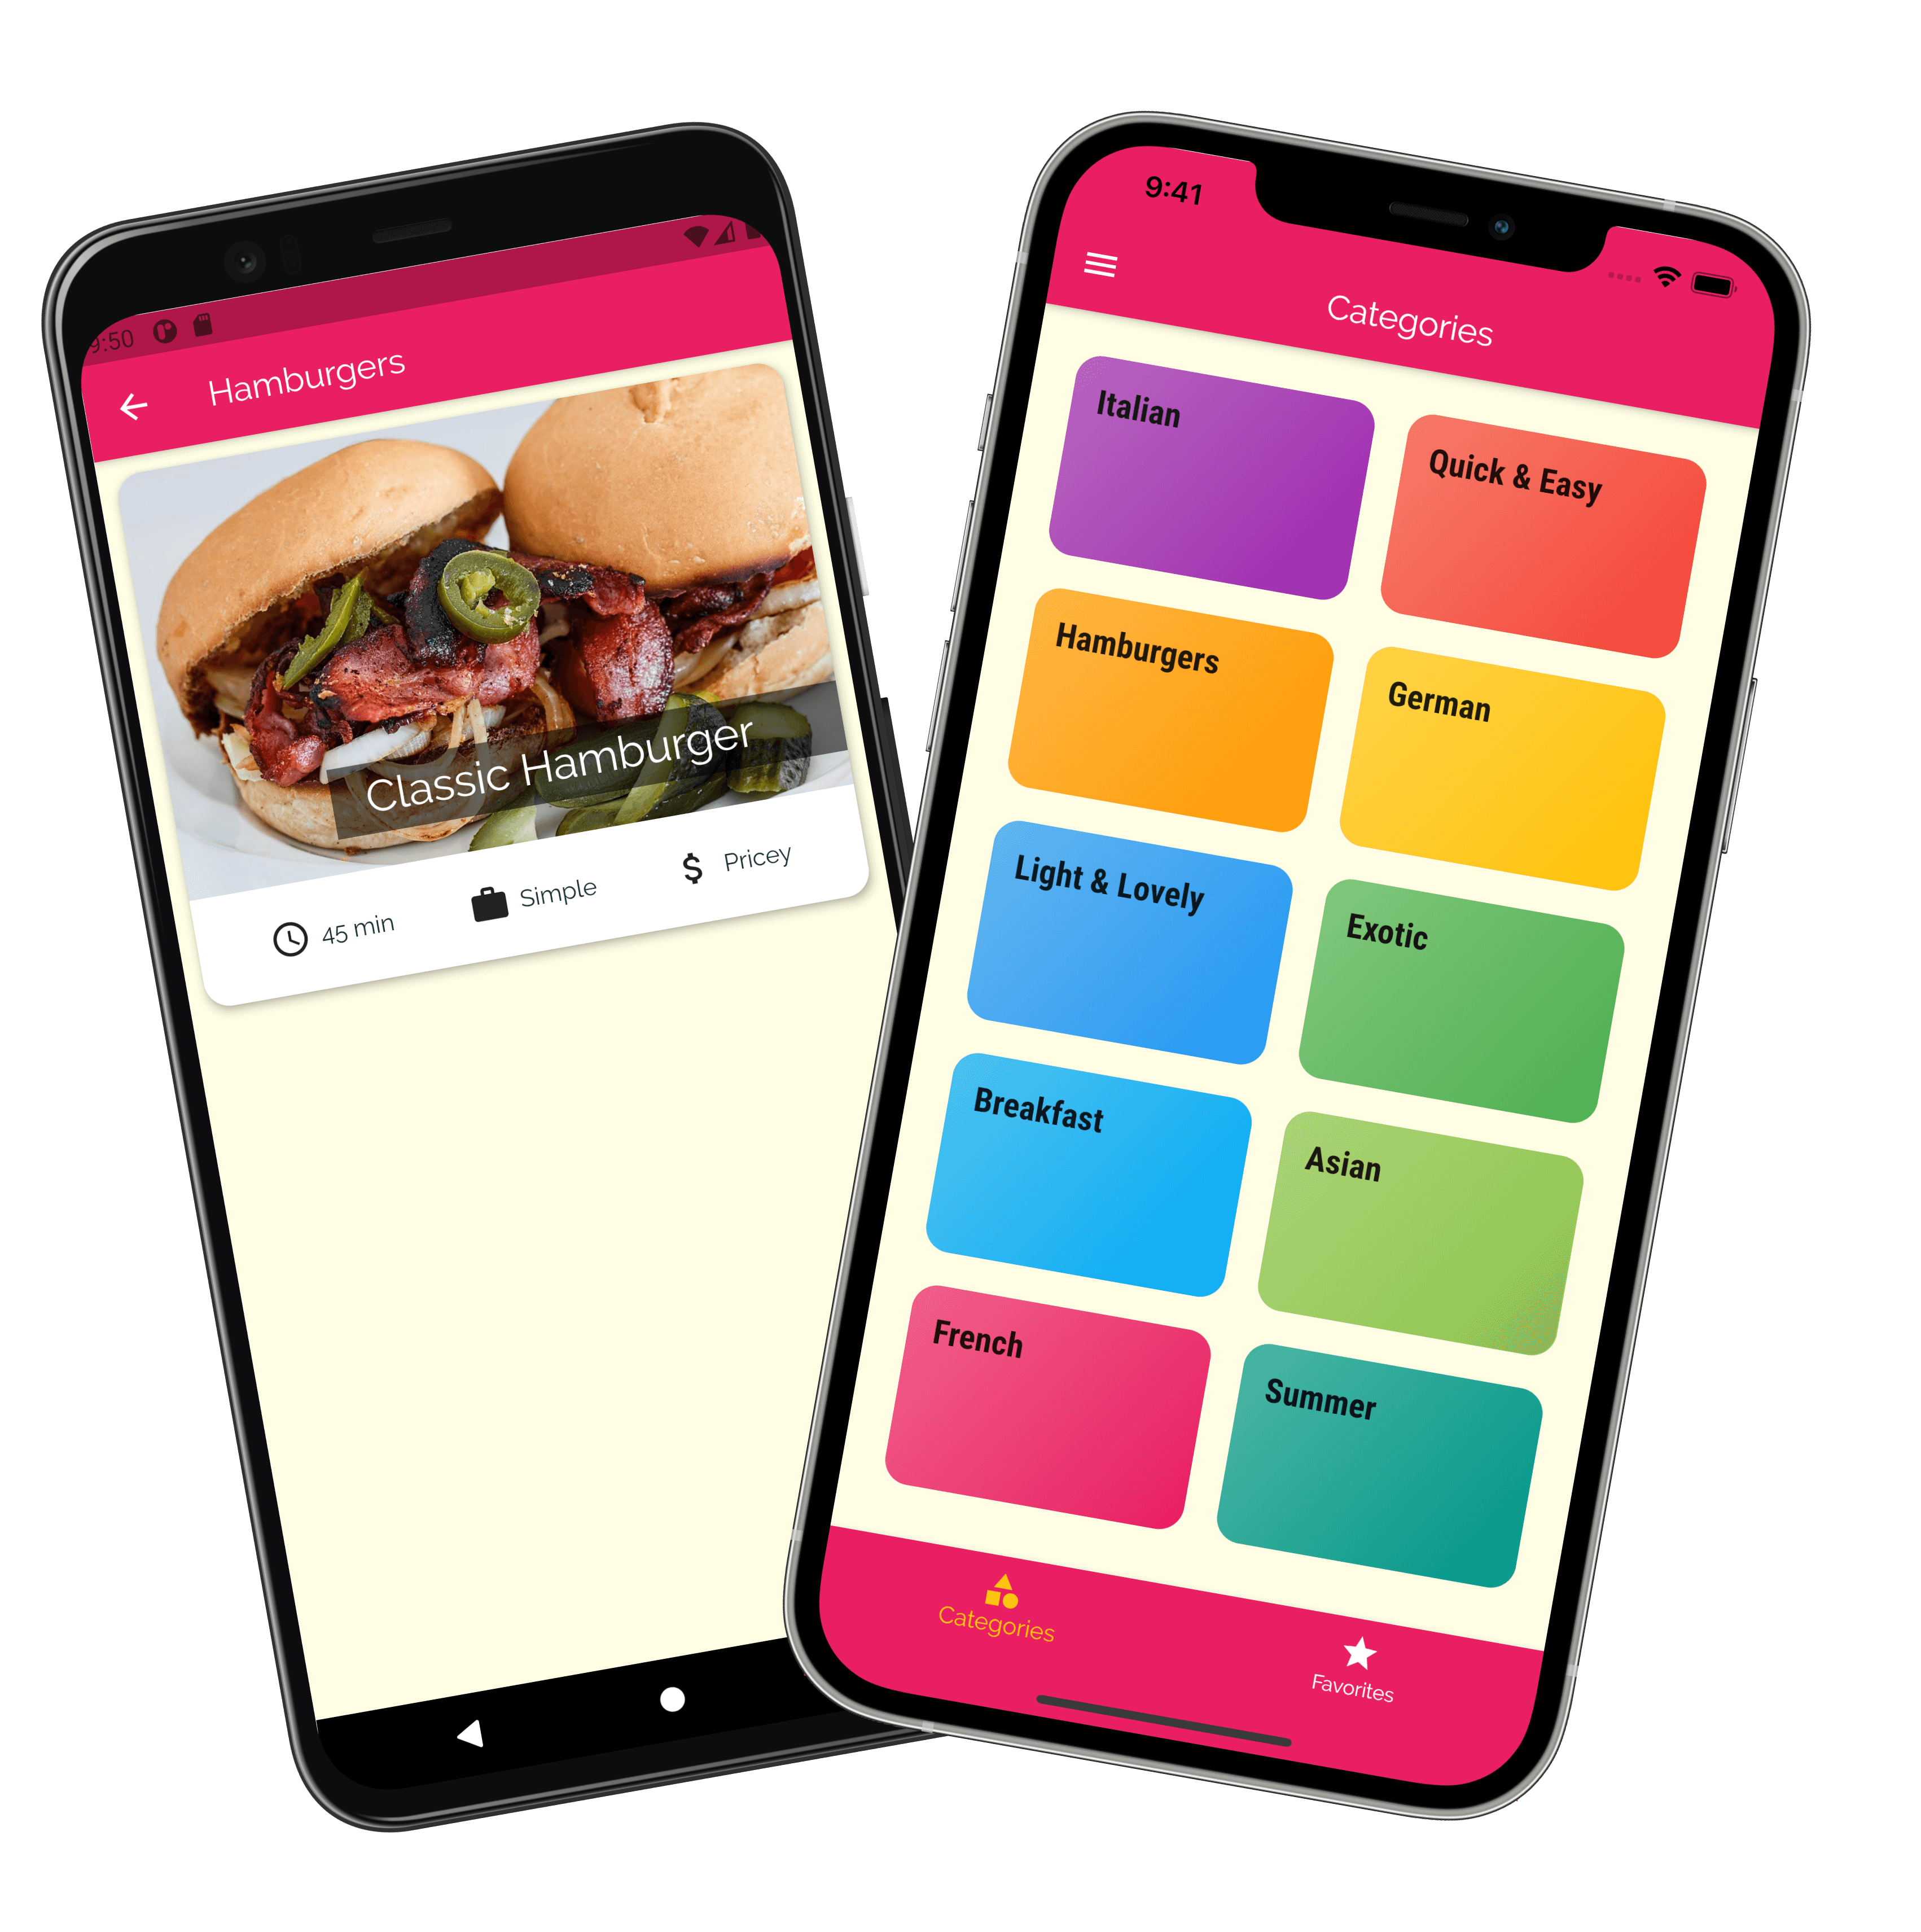 9:50
Hamburgers
Classic Hamburger
45 min
Simple
Pricey
9:41
Categories
Italian
Quick & Easy
Hamburgers
German
Light & Lovely
Exotic
Breakfast
Asian
French
Summer
Categories
Favorites